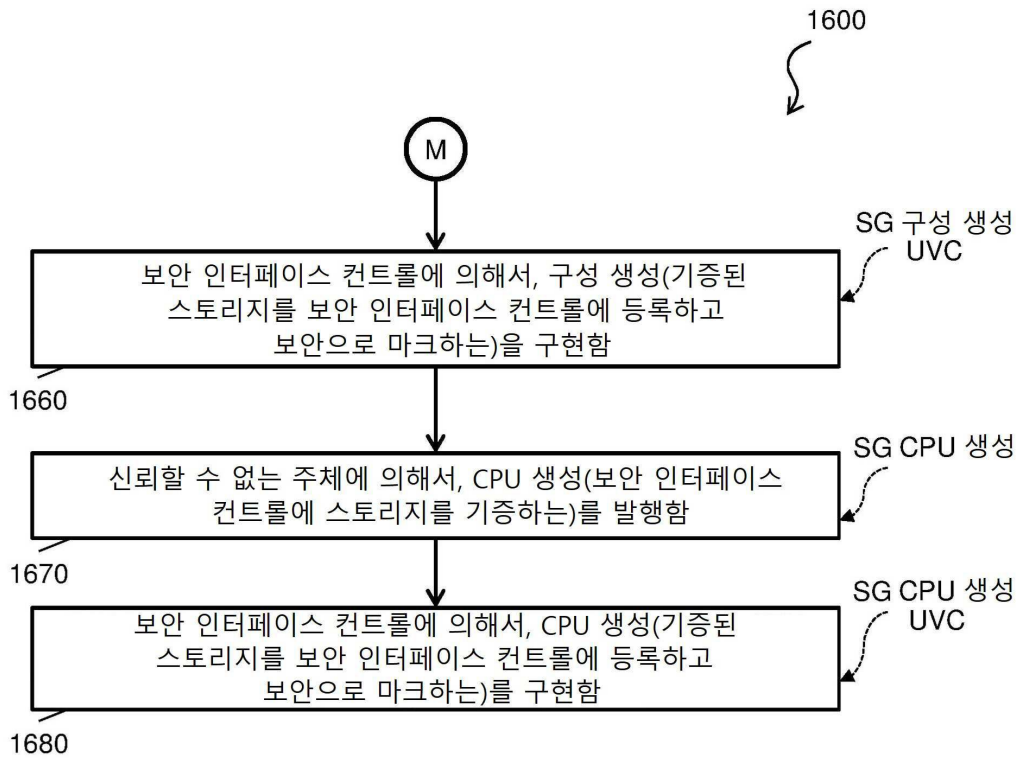 1600
M
SG 구성 생성
UVC
보안 인터페이스 컨트롤에 의해서, 구성 생성(기증된
스토리지를 보안 인터페이스 컨트롤에 등록하고
보안으로 마크하는)을 구현함
1660
SG CPU 생성
신뢰할 수 없는 주체에 의해서, CPU 생성(보안 인터페이스
컨트롤에 스토리지를 기증하는)를 발행함
1670
SG CPU 생성
UVC
보안 인터페이스 컨트롤에 의해서, CPU 생성(기증된
스토리지를 보안 인터페이스 컨트롤에 등록하고
보안으로 마크하는)를 구현함
1680